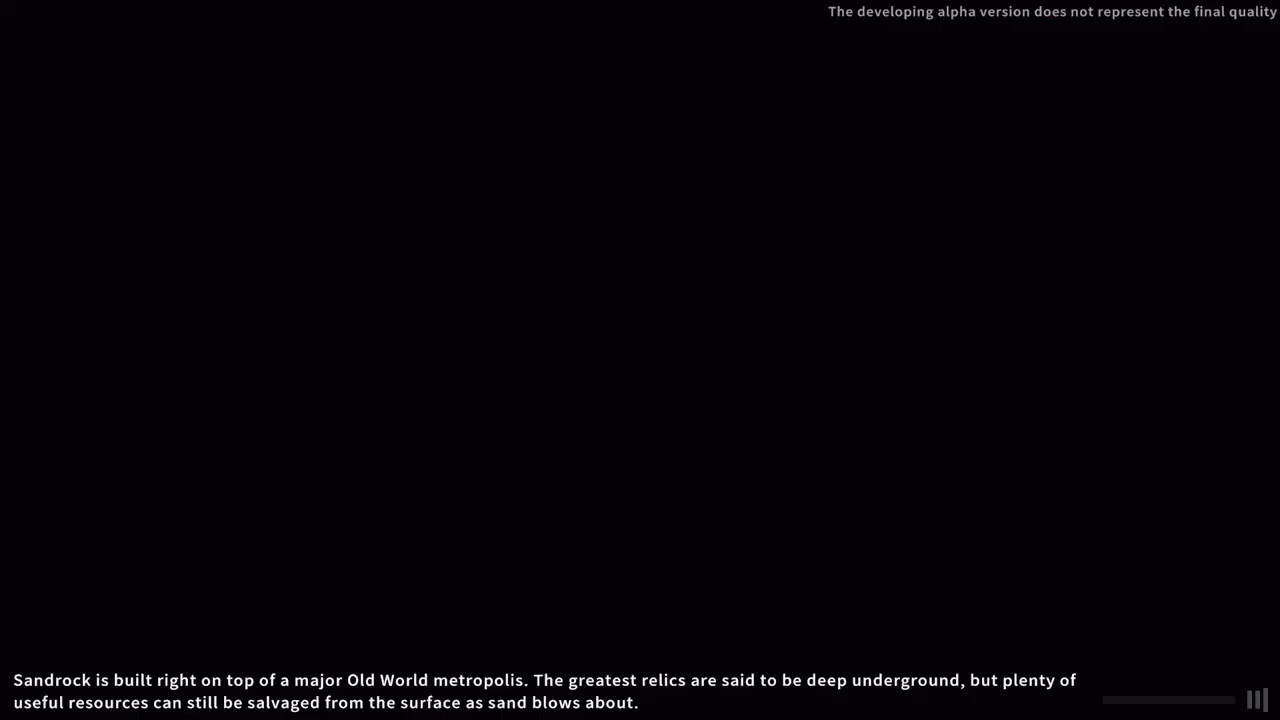 The developing alpha version does not represent the final quality
Sandrock is built right on top of a major Old World metropolis. The greatest relics are said to be deep underground, but plenty of
useful resources can still be salvaged from the surface as sand blows about.